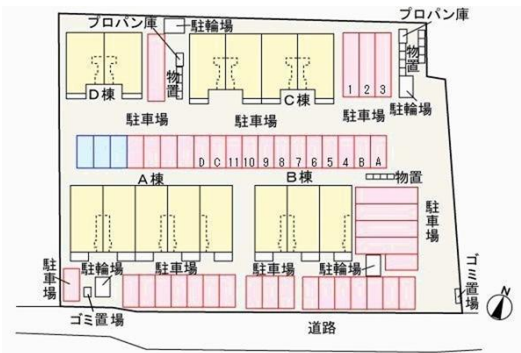 プロパン庫
駐輪場
プロパン庫
物置
物置
D棟
C棟
1 2 3
駐輪場
駐車場
駐車場
駐車場
D C 11 10 9 8 7 6 5 4 B A
A棟
B棟
物置
駐車場
駐車場
駐輪場
駐車場
駐車場
駐輪場
ゴミ置場
ゴミ置場
道路
N